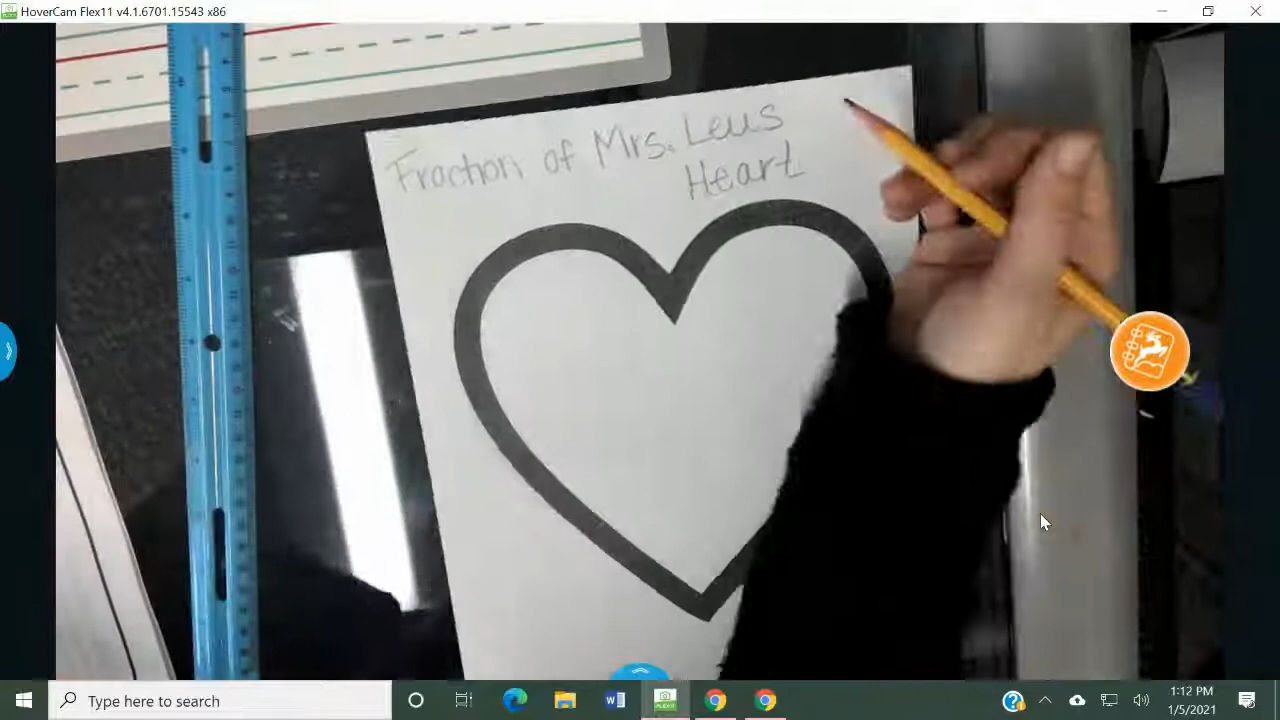 HoverCam Flex11 v4.1.6701.15543 x86
Fraction of Mrs. Leus
Heart
Type here to search
1:12 PM
1/5/2021